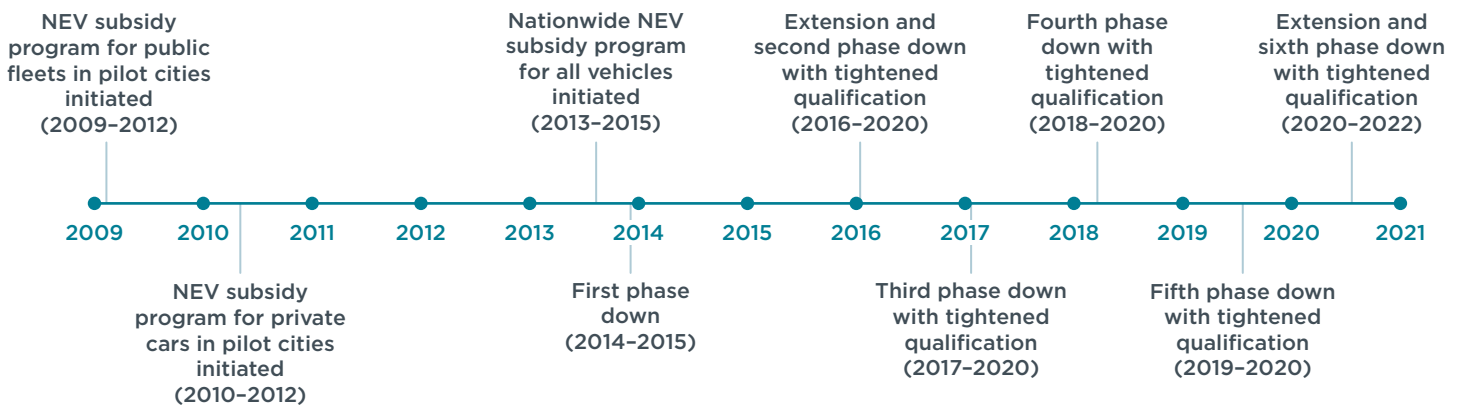 NEV subsidy
program for public
fleets in pilot cities
initiated
(2009–2012)
Nationwide NEV
subsidy program
for all vehicles
initiated
(2013–2015)
Extension and
second phase down
with tightened
qualification
(2016–2020)
Fourth phase
down with
tightened
qualification
(2018–2020)
Extension and
sixth phase down
with tightened
qualification
(2020–2022)
2009 2010 2011 2012 2013 2014 2015 2016 2017 2018 2019 2020 2021
NEV subsidy
program for private
cars in pilot cities
initiated
(2010–2012)
First phase
down
(2014–2015)
Third phase down
with tightened
qualification
(2017–2020)
Fifth phase down
with tightened
qualification
(2019–2020)